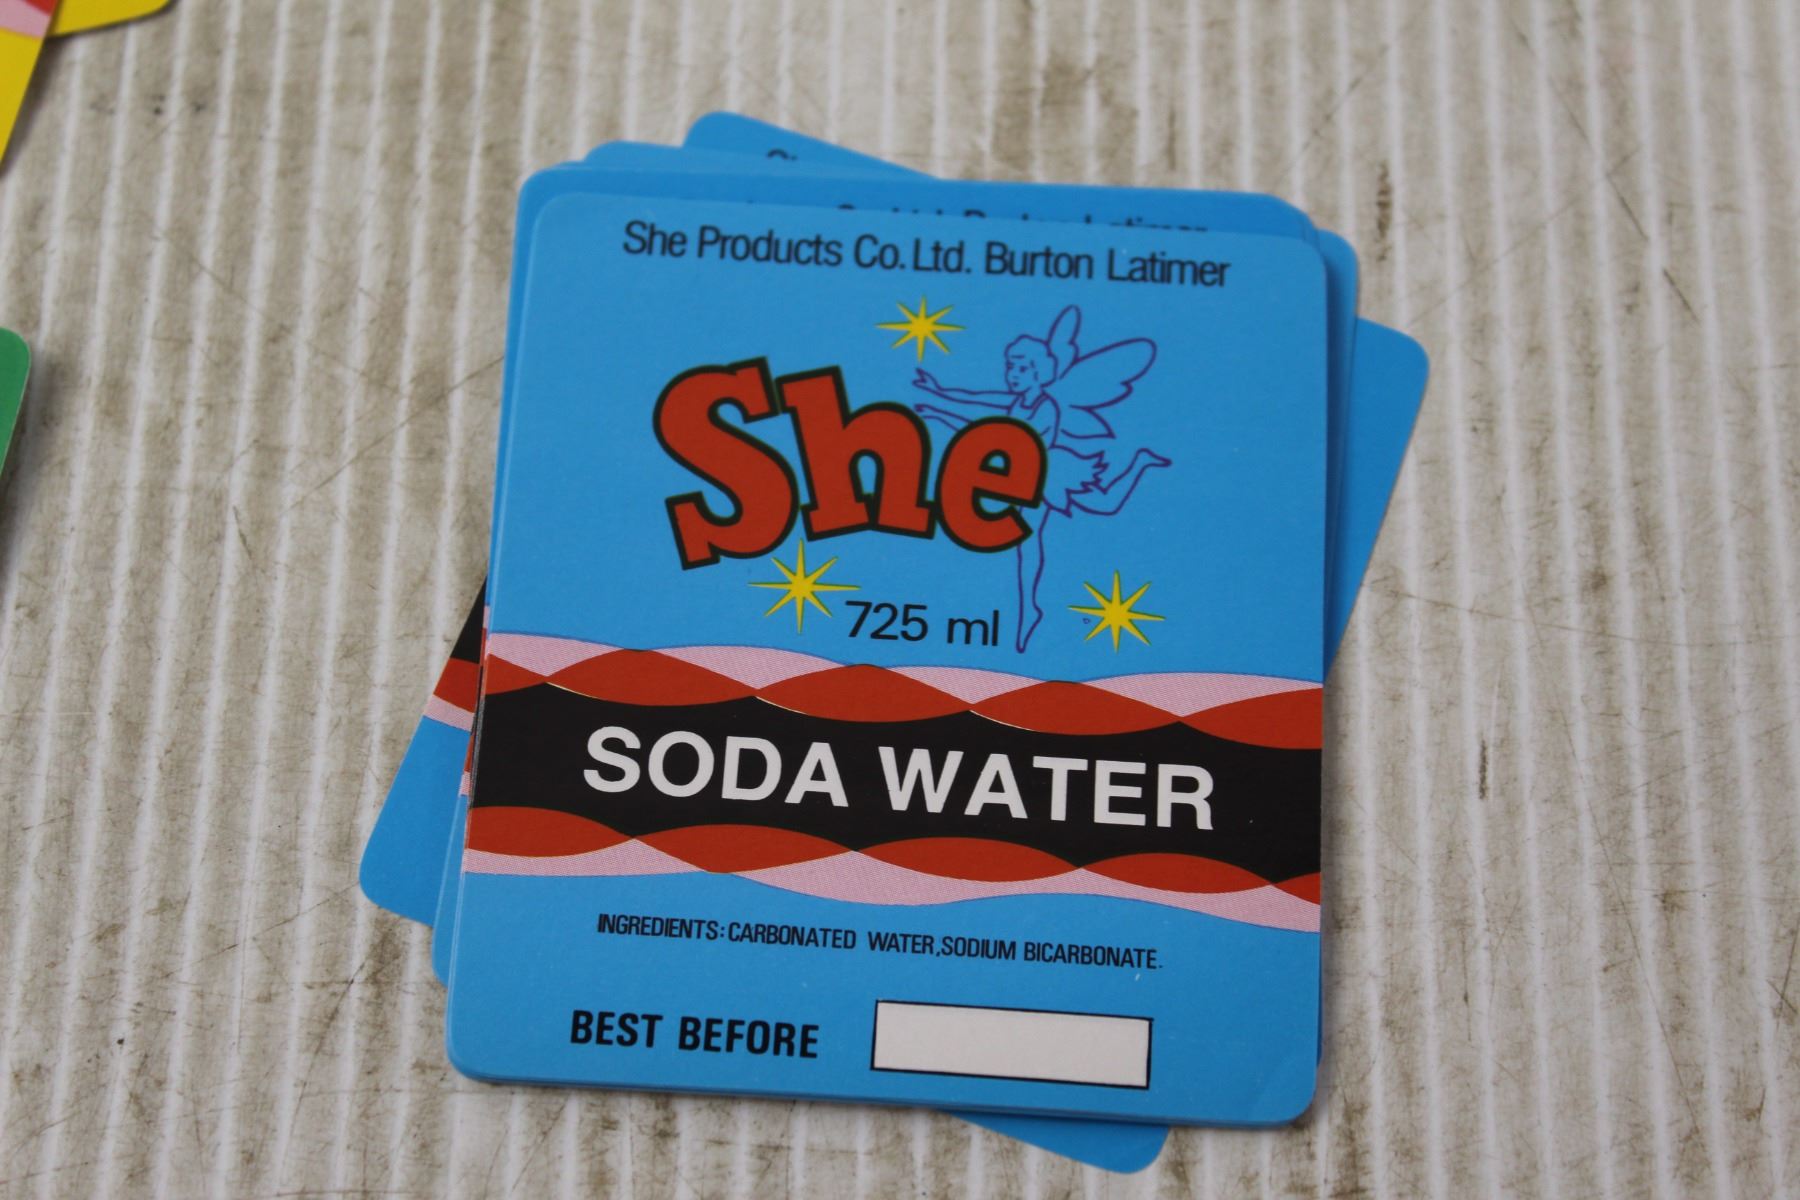 She Products Co. Ltd. Burton Latimer
She
725 ml
SODA WATER
INGREDIENTS: CARBONATED WATER, SODIUM BICARBONATE.
BEST BEFORE